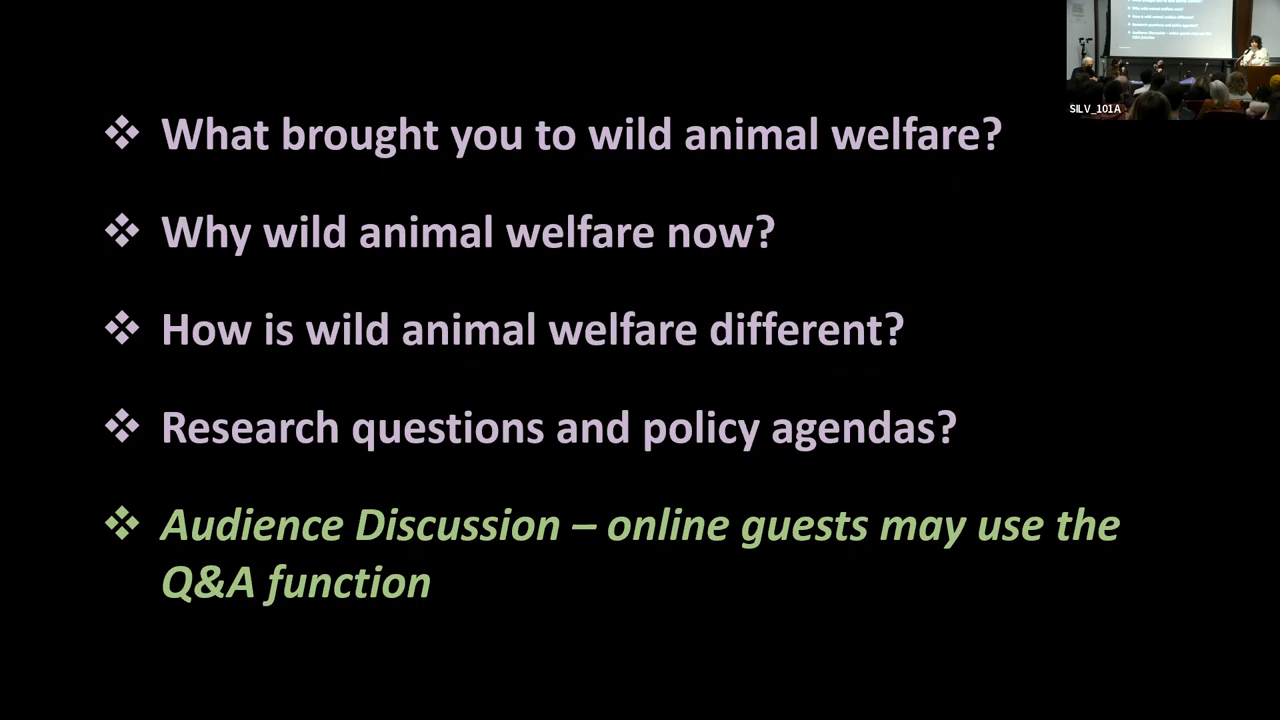 ❖ What brought you to wild animal welfare?
❖ Why wild animal welfare now?
❖ How is wild animal welfare different?
❖ Research questions and policy agendas?
❖ Audience Discussion – online guests may use the
Q&A function
SILV_101A